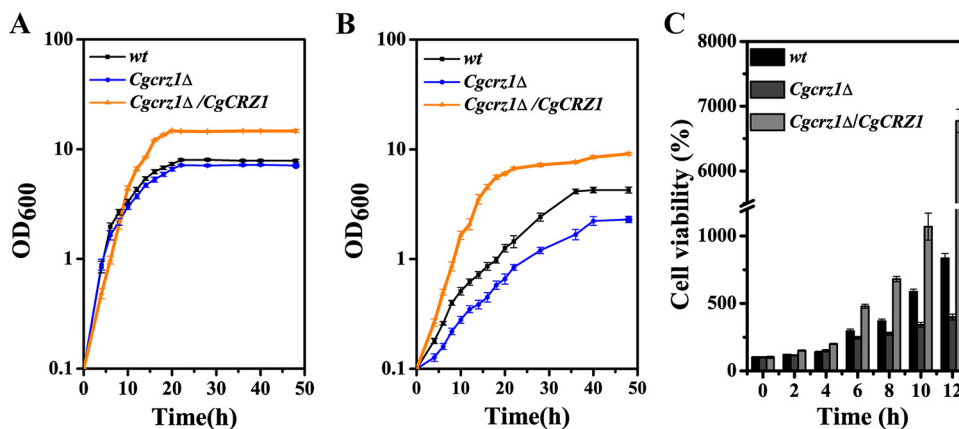 A
wt
Cgcrz1Δ
Cgcrz1Δ /CgCRZ1
OD600
100
10
1
0.1
0 10 20 30 40 50
Time(h)
B
wt
Cgcrz1Δ
Cgcrz1Δ /CgCRZ1
OD600
100
10
1
0.1
0 10 20 30 40 50
Time(h)
C
wt
Cgcrz1Δ
Cgcrz1Δ/CgCRZ1
Cell viability (%)
8000
7000
6000
1000
500
0
0 2 4 6 8 10 12
Time (h)